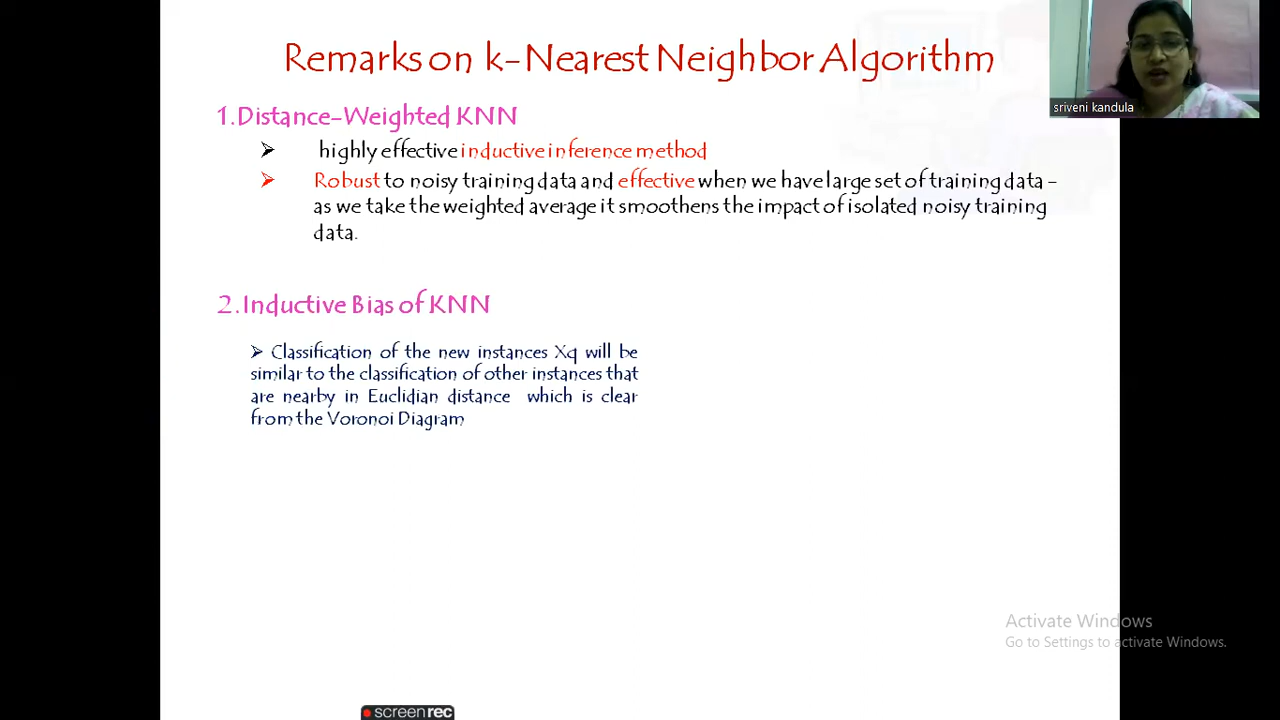 Remarks on k-Nearest Neighbor Algorithm
sriveni kandula
1.Distance-Weighted KNN
➢ highly effective inductive inference method
➢ Robust to noisy training data and effective when we have large set of training data -
as we take the weighted average it smoothens the impact of isolated noisy training
data.
2.Inductive Bias of KNN
➢ Classification of the new instances Xq will be
similar to the classification of other instances that
are nearby in Euclidian distance which is clear
from the Voronoi Diagram
Activate Windows
Go to Settings to activate Windows.
screenrec